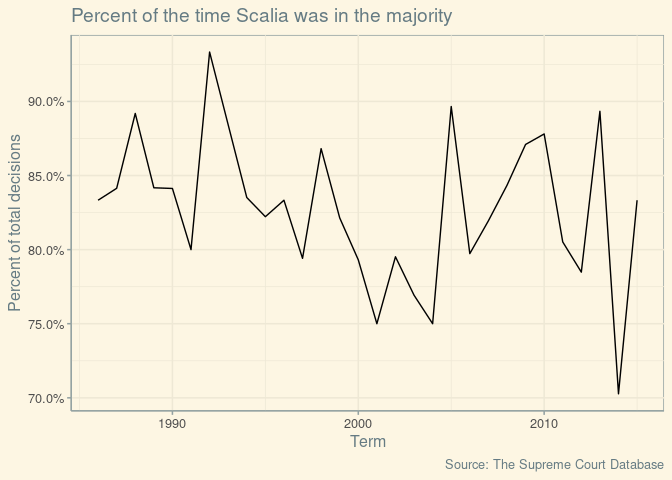 Percent of the time Scalia was in the majority
Percent of total decisions
90.0%
85.0%
80.0%
75.0%
70.0%
1990
2000
2010
Term
Source: The Supreme Court Database